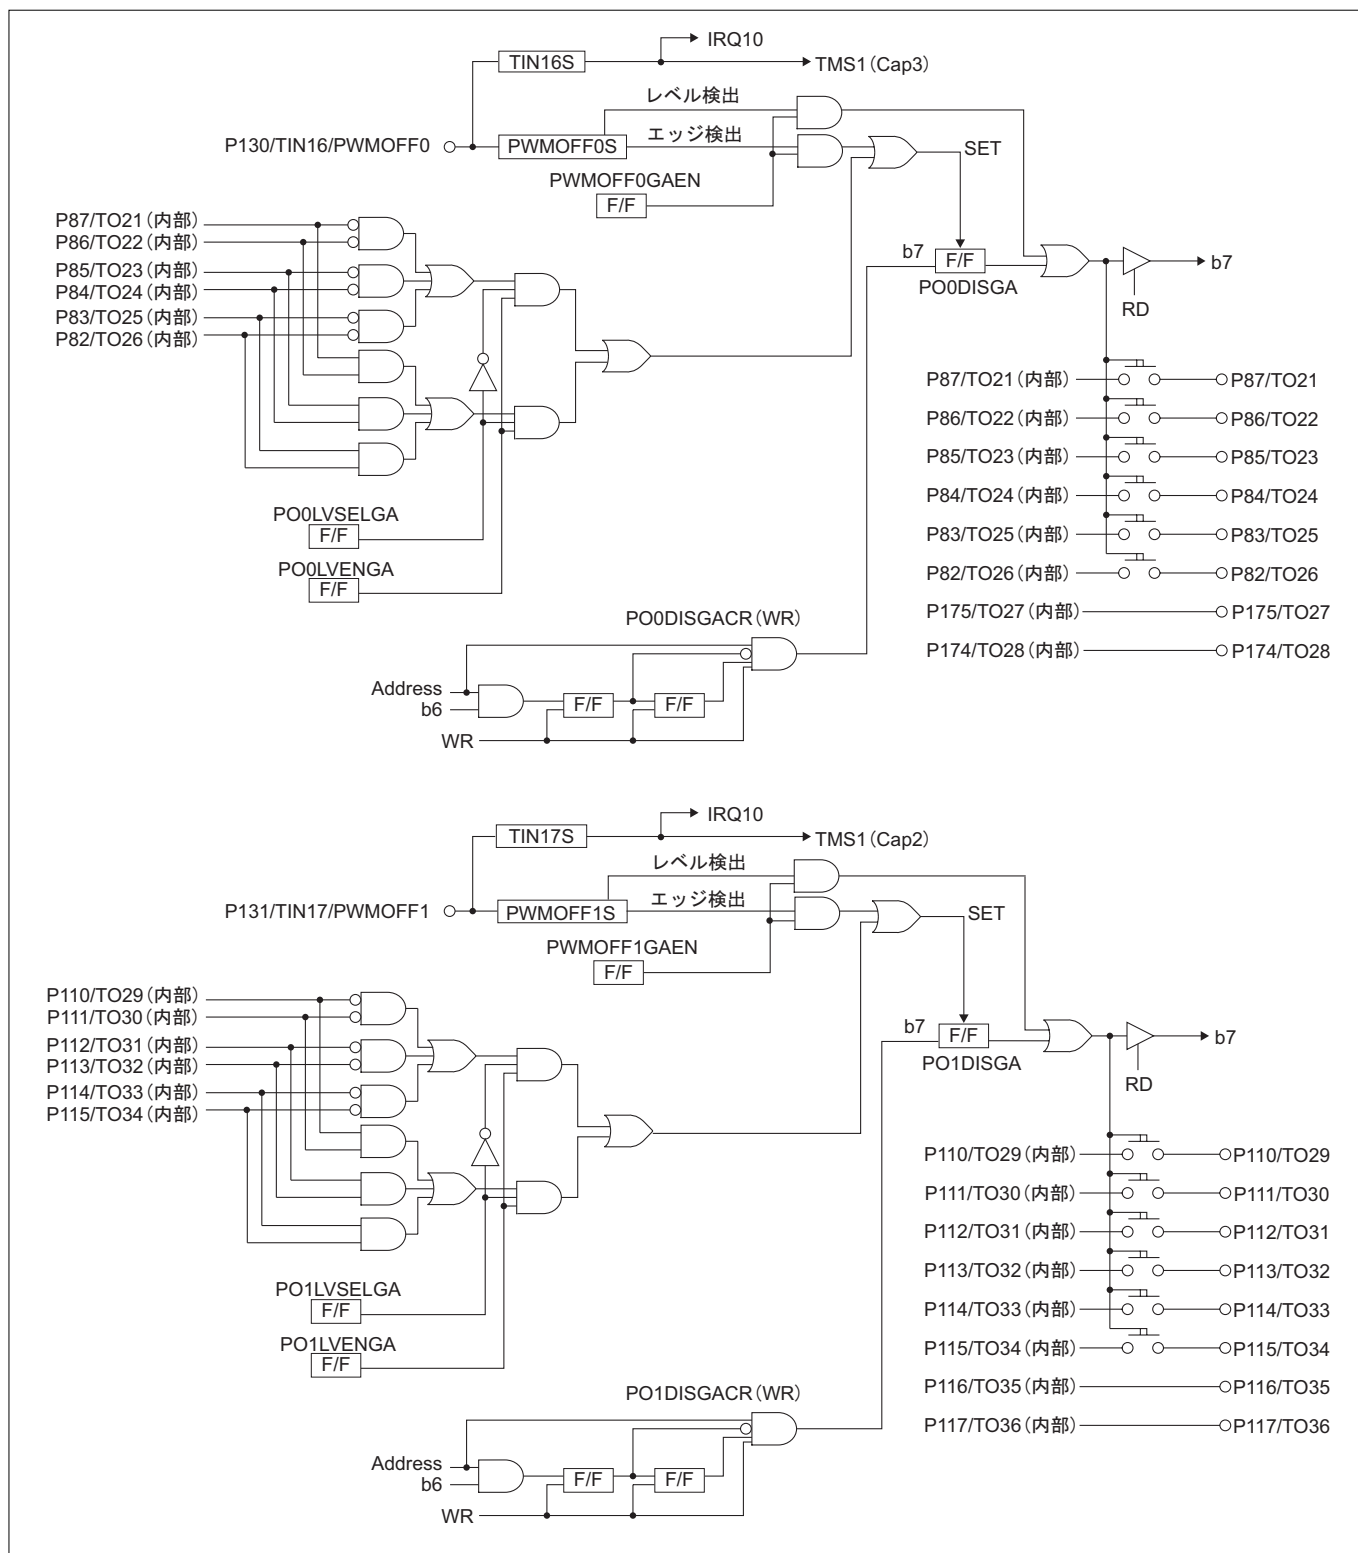 IRQ10
TIN16S
TMS1(Cap3)
レベル検出
P130/TIN16/PWMOFF0
PWMOFF0S
エッジ検出
SET
PWMOFF0GAEN
F/F
P87/TO21(内部)
P86/TO22(内部)
P85/TO23(内部)
P84/TO24(内部)
P83/TO25(内部)
P82/TO26(内部)
b7
F/F
PO0DISGA
b7
RD
P87/TO21(内部)
P87/TO21
P86/TO22(内部)
P86/TO22
P85/TO23(内部)
P85/TO23
P84/TO24(内部)
P84/TO24
P83/TO25(内部)
P83/TO25
P82/TO26(内部)
P82/TO26
P175/TO27(内部)
P175/TO27
P174/TO28(内部)
P174/TO28
PO0LVSELGA
F/F
PO0LVENGA
F/F
PO0DISGACR(WR)
Address
b6
F/F
F/F
WR
IRQ10
TIN17S
TMS1(Cap2)
レベル検出
P131/TIN17/PWMOFF1
PWMOFF1S
エッジ検出
SET
PWMOFF1GAEN
F/F
P110/TO29(内部)
P111/TO30(内部)
P112/TO31(内部)
P113/TO32(内部)
P114/TO33(内部)
P115/TO34(内部)
b7
F/F
PO1DISGA
b7
RD
P110/TO29(内部)
P110/TO29
P111/TO30(内部)
P111/TO30
P112/TO31(内部)
P112/TO31
P113/TO32(内部)
P113/TO32
P114/TO33(内部)
P114/TO33
P115/TO34(内部)
P115/TO34
P116/TO35(内部)
P116/TO35
P117/TO36(内部)
P117/TO36
PO1LVSELGA
F/F
PO1LVENGA
F/F
PO1DISGACR(WR)
Address
b6
F/F
F/F
WR